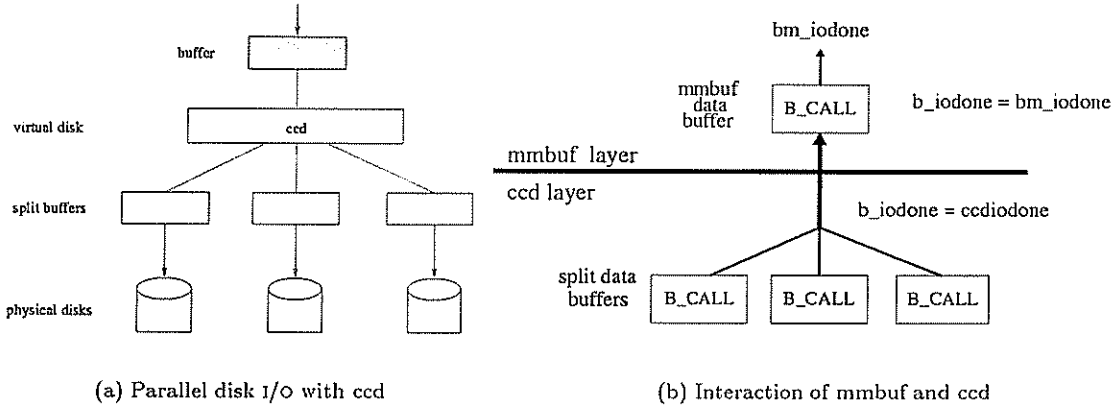 buffer
virtual disk
ccd
split buffers
physical disks
(a) Parallel disk I/O with ccd
bm_iodone
mmbuf
data
buffer
B_CALL
b_iodone = bm_iodone
mmbuf layer
ccd layer
b_iodone = ccdiodone
split data
buffers
B_CALL
B_CALL
B_CALL
(b) Interaction of mmbuf and ccd